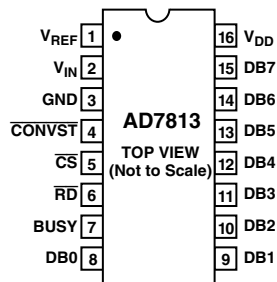 VREF 1 16 VDD
VIN 2 15 DB7
GND 3 14 DB6
CONVST 4 AD7813 13 DB5
CS 5 TOP VIEW 12 DB4
RD 6 (Not to Scale) 11 DB3
BUSY 7 10 DB2
DB0 8 9 DB1